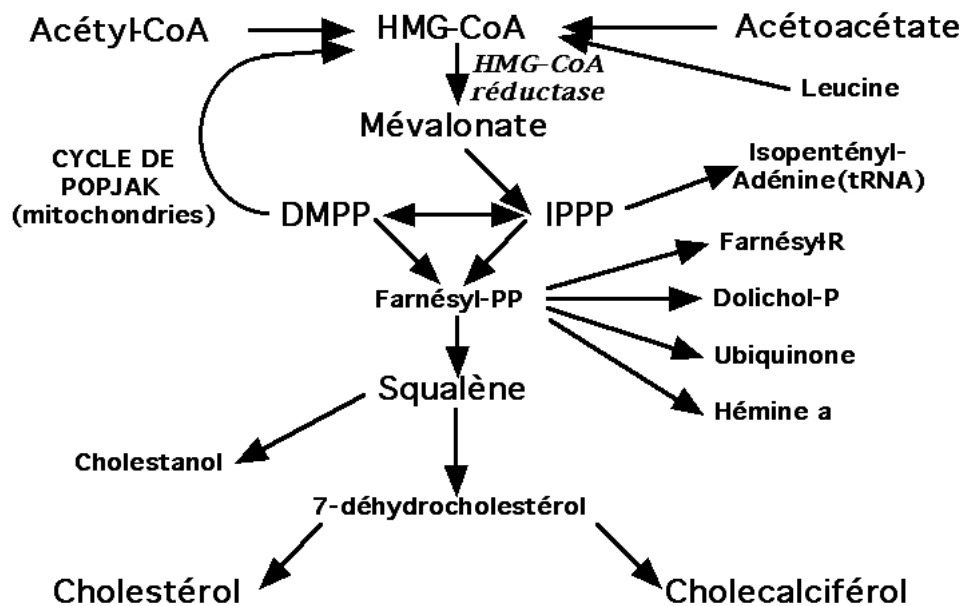 Acétyl-CoA
HMG-CoA
Acétoacétate
HMG-CoA
réductase
Leucine
Mévalonate
CYCLE DE
POPJAK
(mitochondries)
Isopentényl-
Adénine(tRNA)
DMPP
IPPP
Farnésyl-R
Farnésyl-PP
Dolichol-P
Ubiquinone
Squalène
Hémine a
Cholestanol
7-déhydrocholestérol
Cholestérol
Cholecalciférol